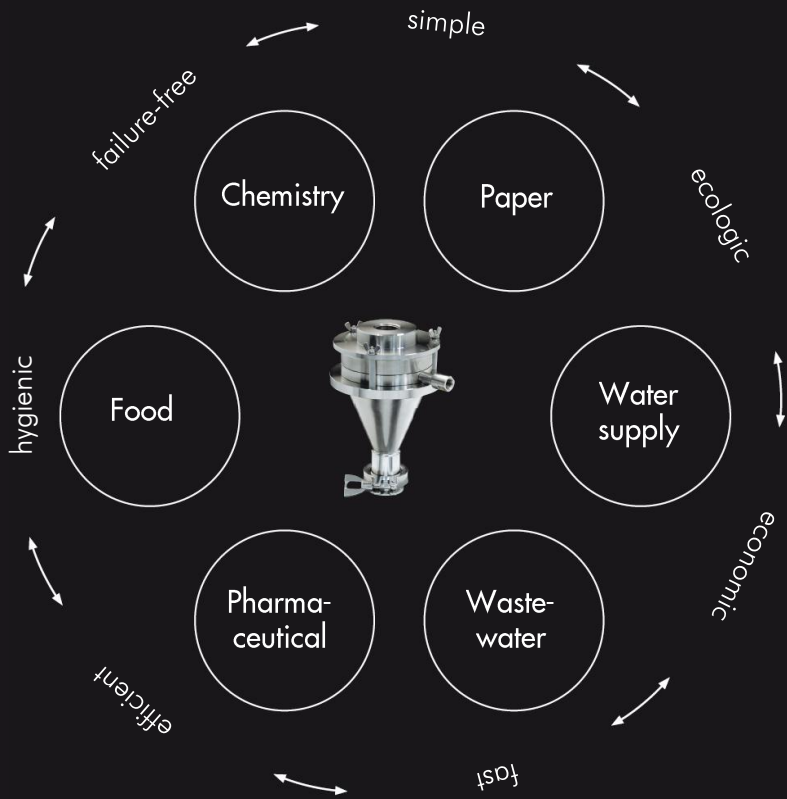 simple
failure-free
ecologic
Chemistry
Paper
hygienic
Food
Water
supply
economic
Pharma-
ceutical
Waste-
water
efficient
fast